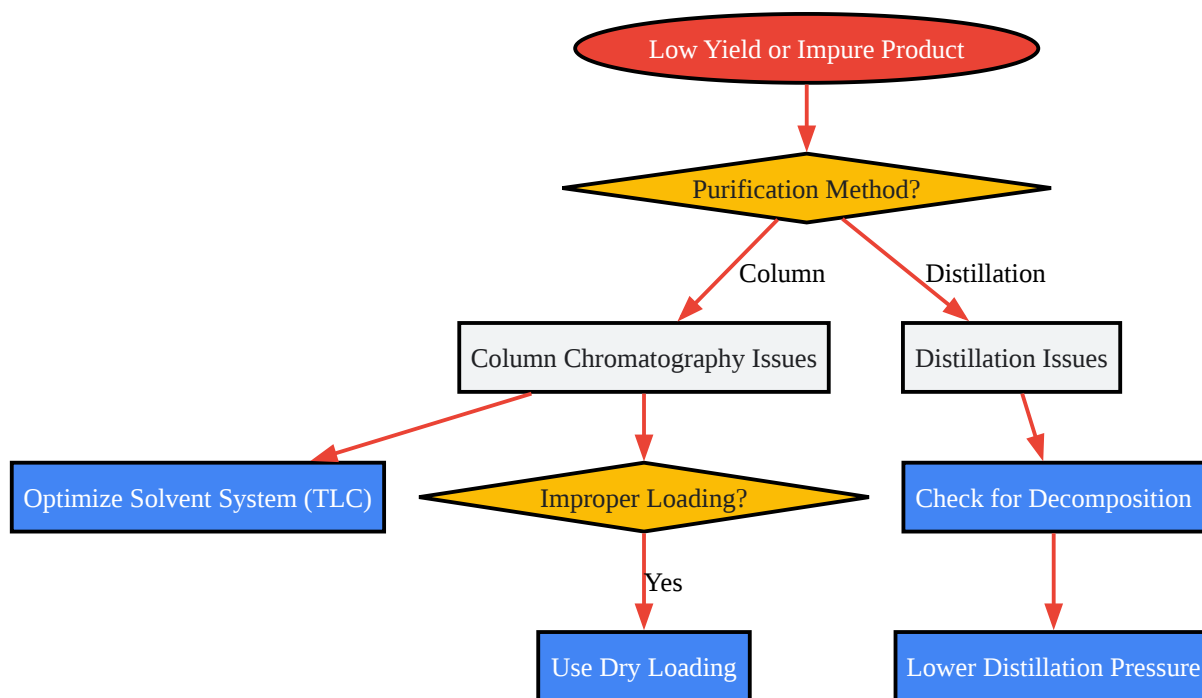 Low Yield or Impure Product
Purification Method?
Column
Distillation
Column Chromatography Issues
Distillation Issues
Optimize Solvent System (TLC)
Improper Loading?
Check for Decomposition
Yes
Use Dry Loading
Lower Distillation Pressure